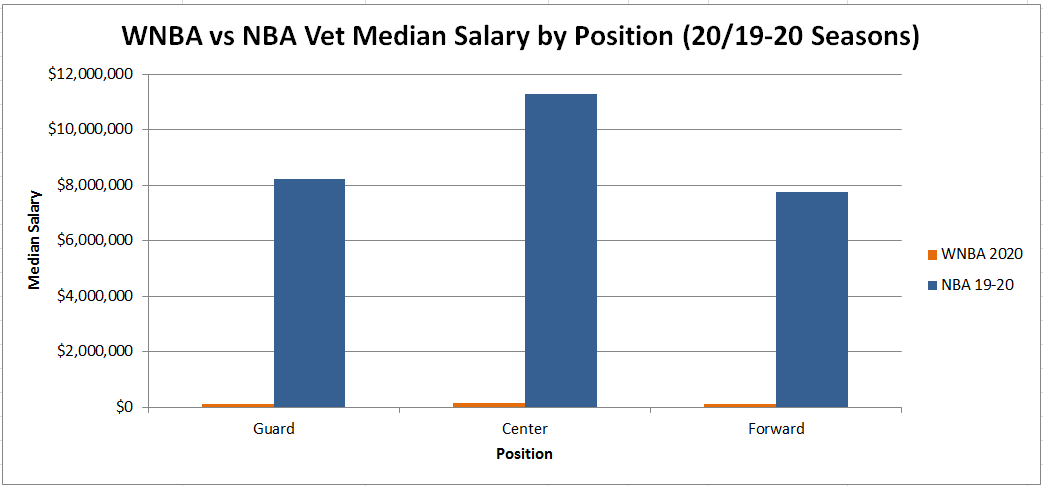 WNBA vs NBA Vet Median Salary by Position (20/19-20 Seasons)
$12,000,000
$10,000,000
$8,000,000
$6,000,000
$4,000,000
$2,000,000
$0
Median Salary
Guard
Center
Forward
Position
WNBA 2020
NBA 19-20